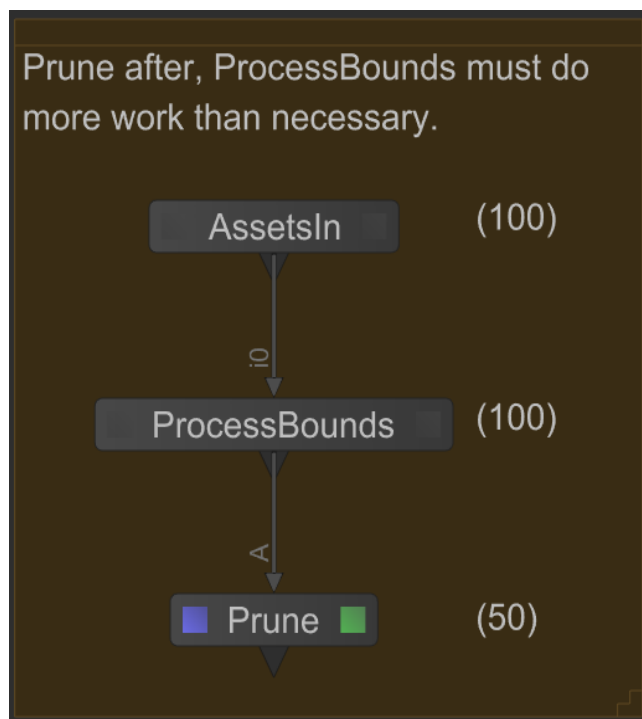 Prune after, ProcessBounds must do
more work than necessary.
AssetsIn (100)
i0
ProcessBounds (100)
A
Prune (50)